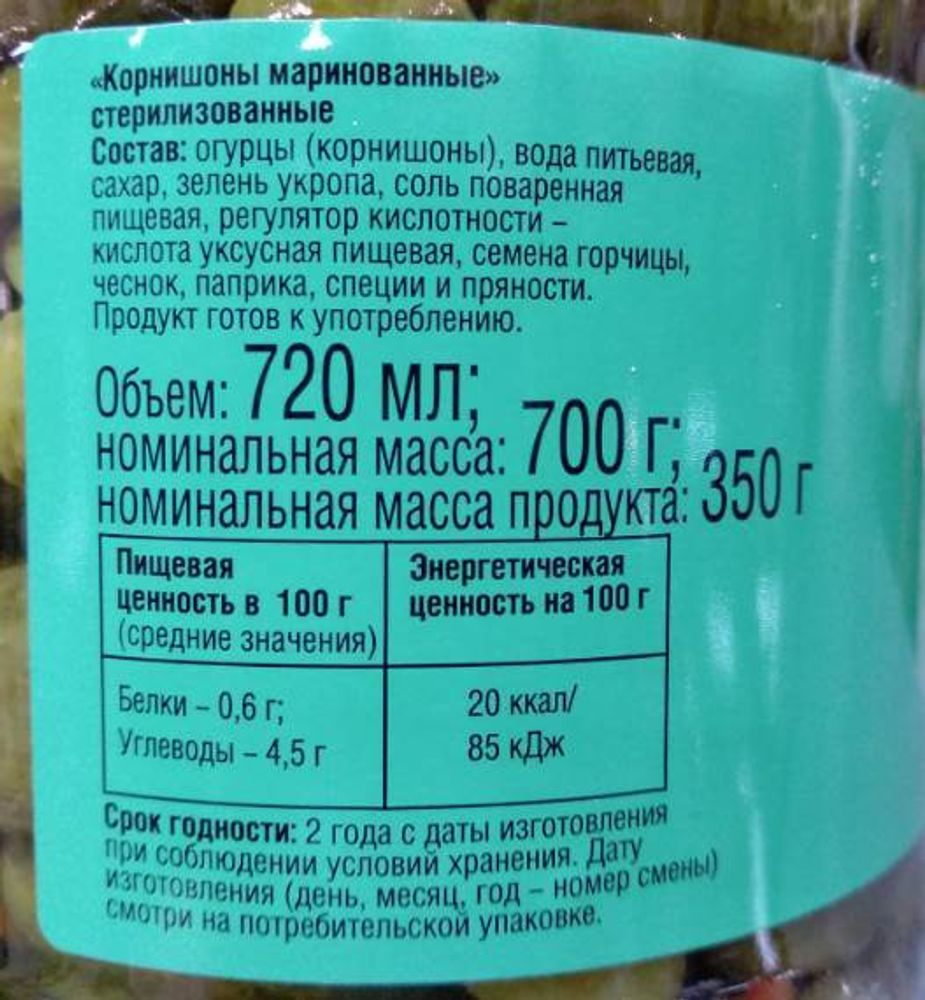 «Корнишоны маринованные»
стерилизованные
Состав: огурцы (корнишоны), вода питьевая,
сахар, зелень укропа, соль поваренная
пищевая, регулятор кислотности –
кислота уксусная пищевая, семена горчицы,
чеснок, паприка, специи и пряности.
Продукт готов к употреблению.
Объем: 720 мл;
номинальная масса: 700 г;
номинальная масса продукта: 350 г
Пищевая
ценность в 100 г
(средние значения)
Энергетическая
ценность на 100 г
Белки – 0,6 г;
Углеводы – 4,5 г
20 ккал/
85 кДж
Срок годности: 2 года с даты изготовления
при соблюдении условий хранения. Дату
изготовления (день, месяц, год – номер смены)
смотри на потребительской упаковке.